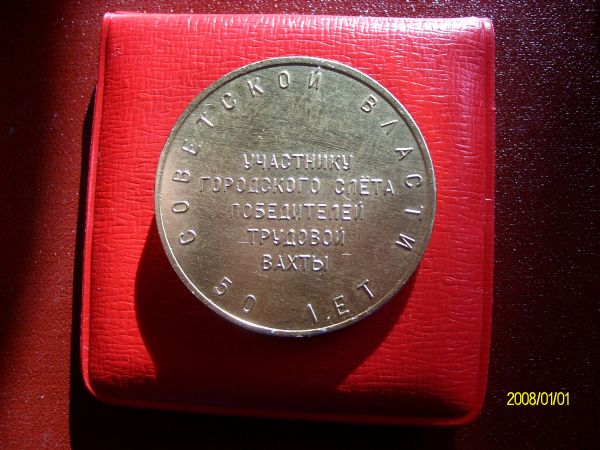 СОВЕТСКОЙ ВЛАСТИ
УЧАСТНИКУ
ГОРОДСКОГО СЛЁТА
ПОБЕДИТЕЛЕЙ
ТРУДОВОЙ
ВАХТЫ
50 ЛЕТ
2008/01/01